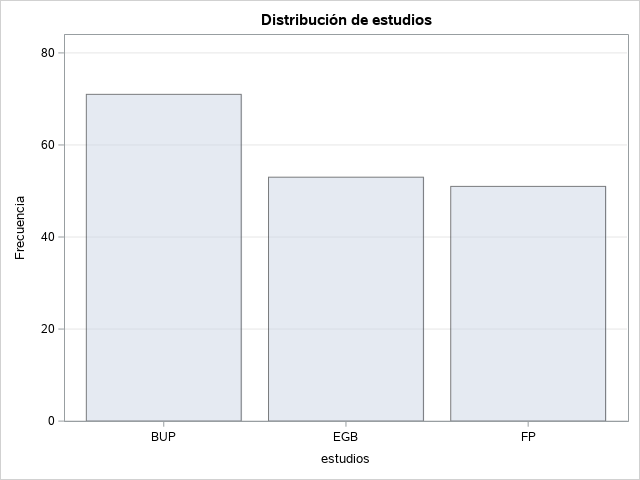 Distribución de estudios
80
60
40
20
0
Frecuencia
BUP
EGB
FP
estudios